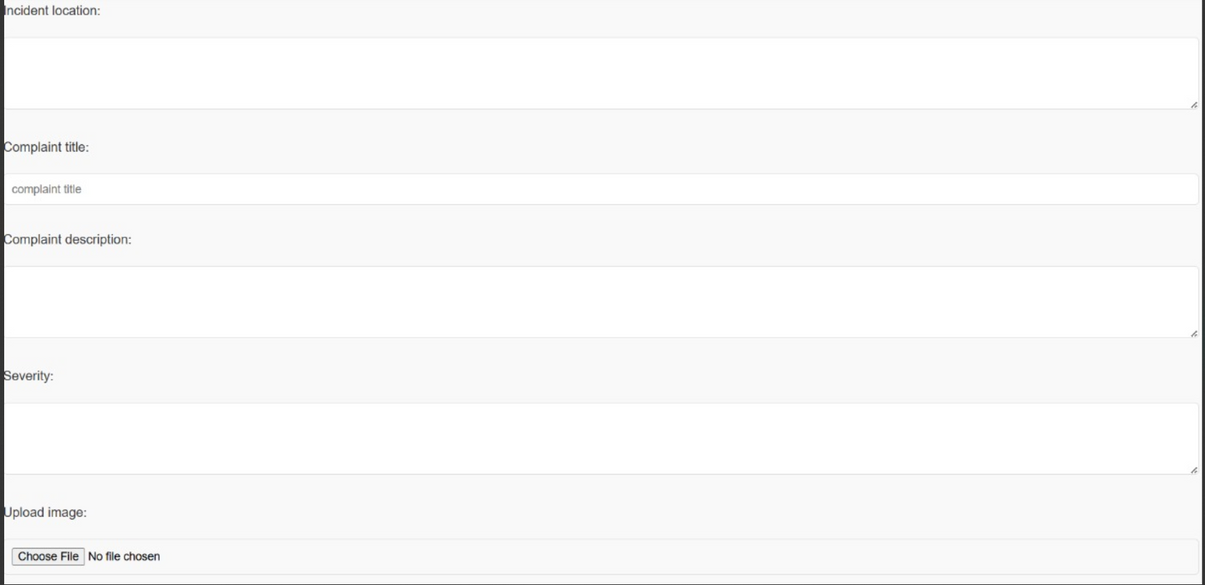 Incident location:
Complaint title:
complaint title
Complaint description:
Severity:
Upload image:
Choose File No file chosen